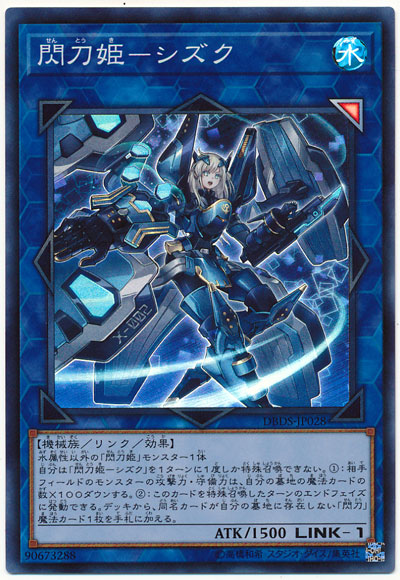 閃刀姫－シズク
水
X-002
DBDS-JP028
【機械族／リンク／効果】
水属性以外の「閃刀姫」モンスター1体
自分は「閃刀姫－シズク」を1ターンに1度しか特殊召喚できない。①：相手
フィールドのモンスターの攻撃力・守備力は、自分の墓地の魔法カードの
数×100ダウンする。②：このカードを特殊召喚したターンのエンドフェイズ
に発動できる。デッキから、同名カードが自分の墓地に存在しない「閃刀」
魔法カード1枚を手札に加える。
ATK/1500 LINK-1
90673288
©高橋和希 スタジオ・ダイス/集英社